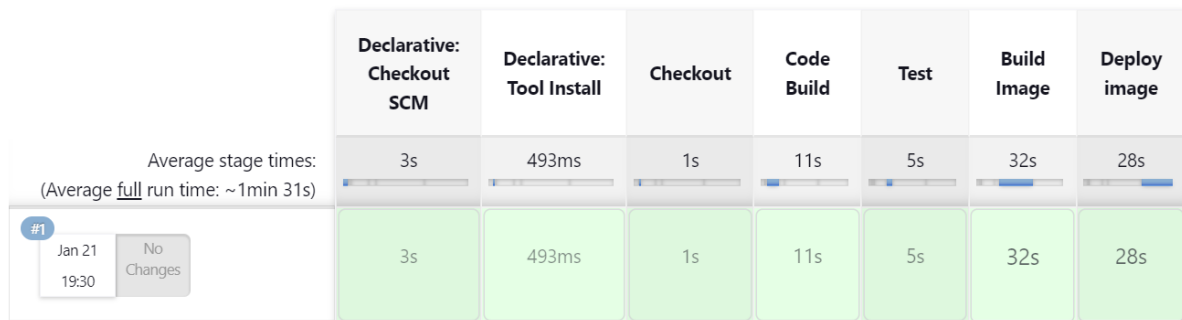 Declarative:
Checkout
SCM
Declarative:
Tool Install
Checkout
Code
Build
Test
Build
Image
Deploy
image
Average stage times:
(Average full run time: ~1min 31s)
3s
493ms
1s
11s
5s
32s
28s
#1
Jan 21
19:30
No
Changes
3s
493ms
1s
11s
5s
32s
28s